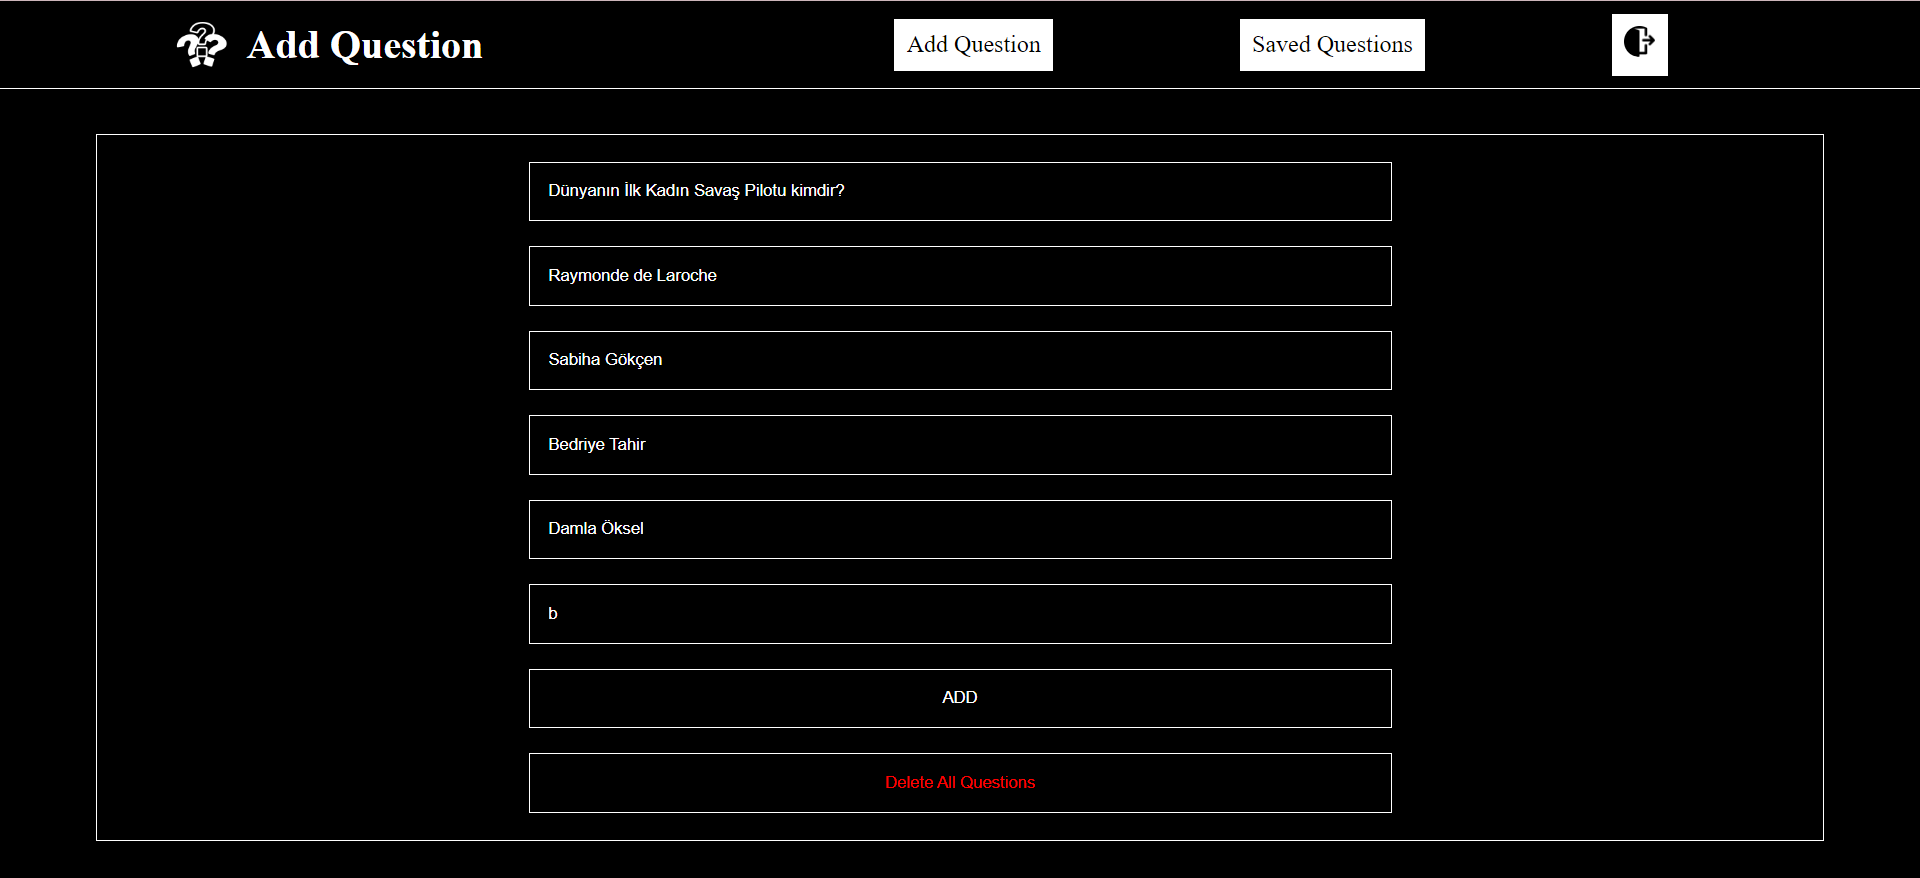 Add Question
Add Question
Saved Questions
Dünyanın İlk Kadın Savaş Pilotu kimdir?
Raymonde de Laroche
Sabiha Gökçen
Bedriye Tahir
Damla Öksel
b
ADD
Delete All Questions